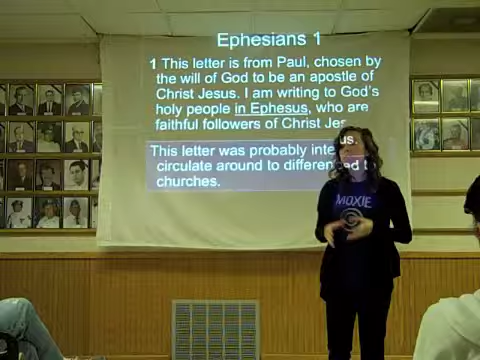 Ephesians 1
1 This letter is from Paul, chosen by
the will of God to be an apostle of
Christ Jesus. I am writing to God's
holy people in Ephesus, who are
faithful followers of Christ Jesus.
This letter was probably
circulate around to different
churches.
MOXIE